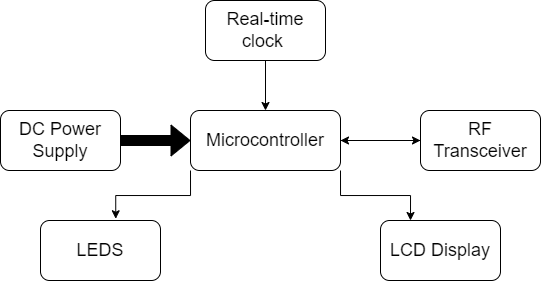 Real-time
clock
DC Power
Supply
Microcontroller
RF
Transceiver
LEDS
LCD Display